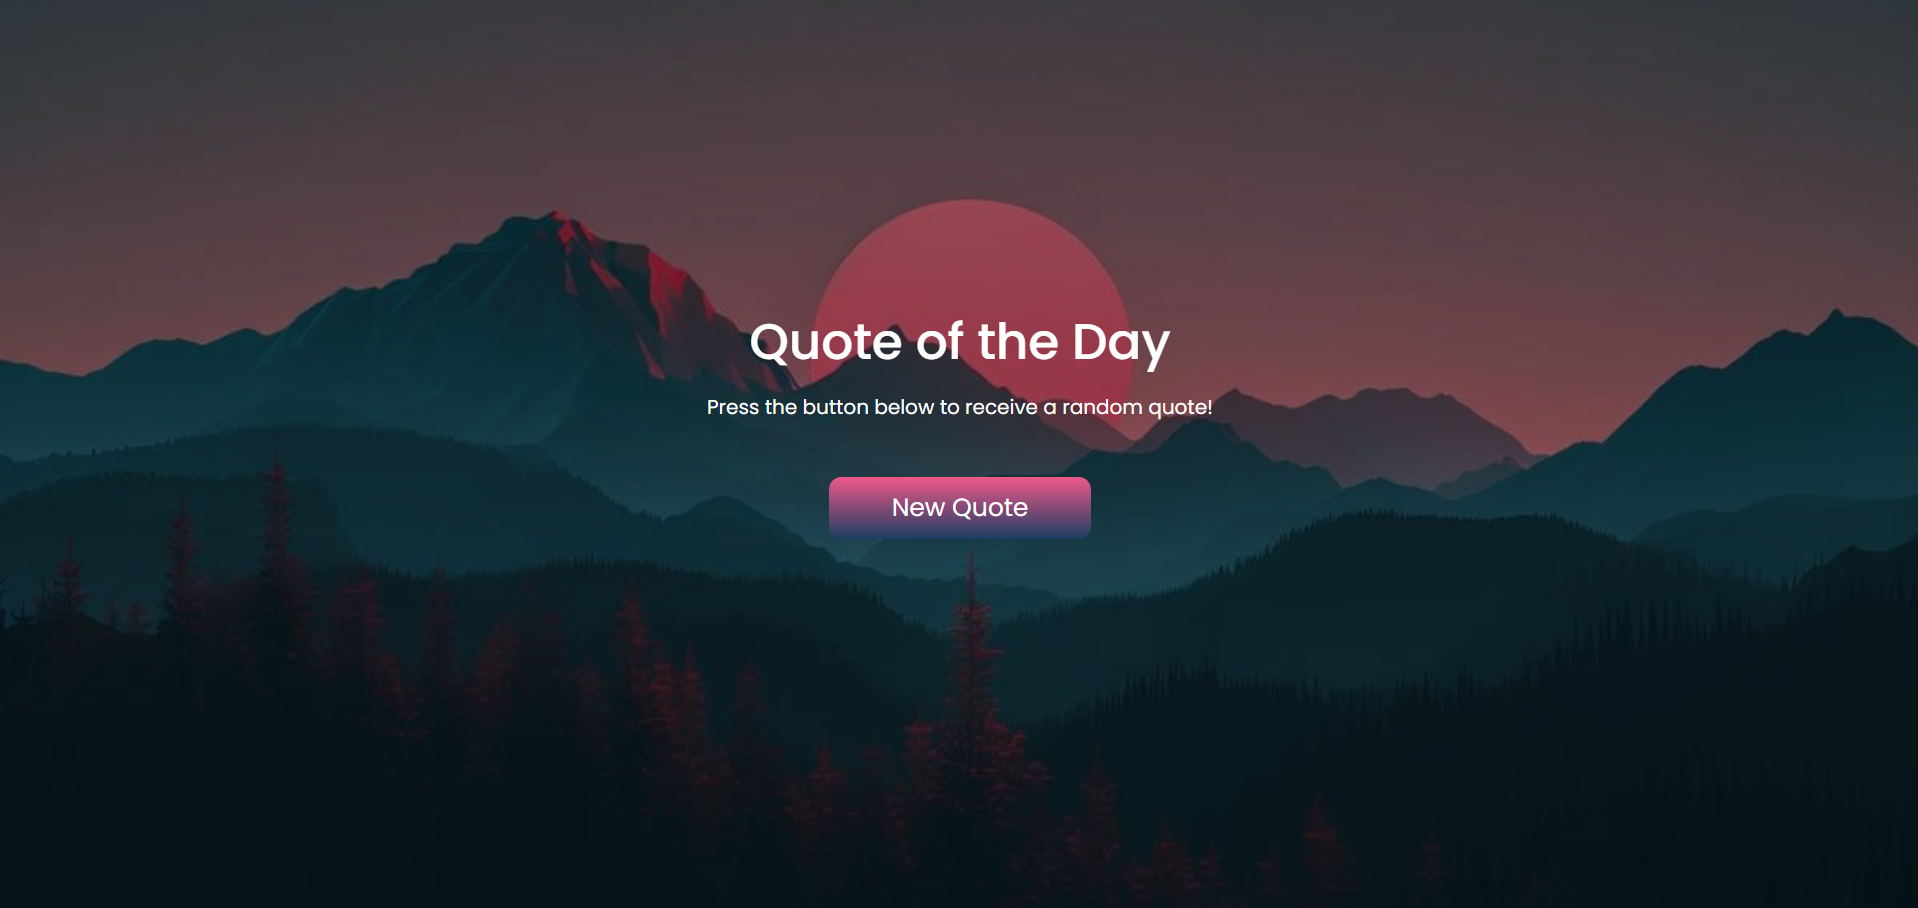 Quote of the Day
Press the button below to receive a random quote!
New Quote